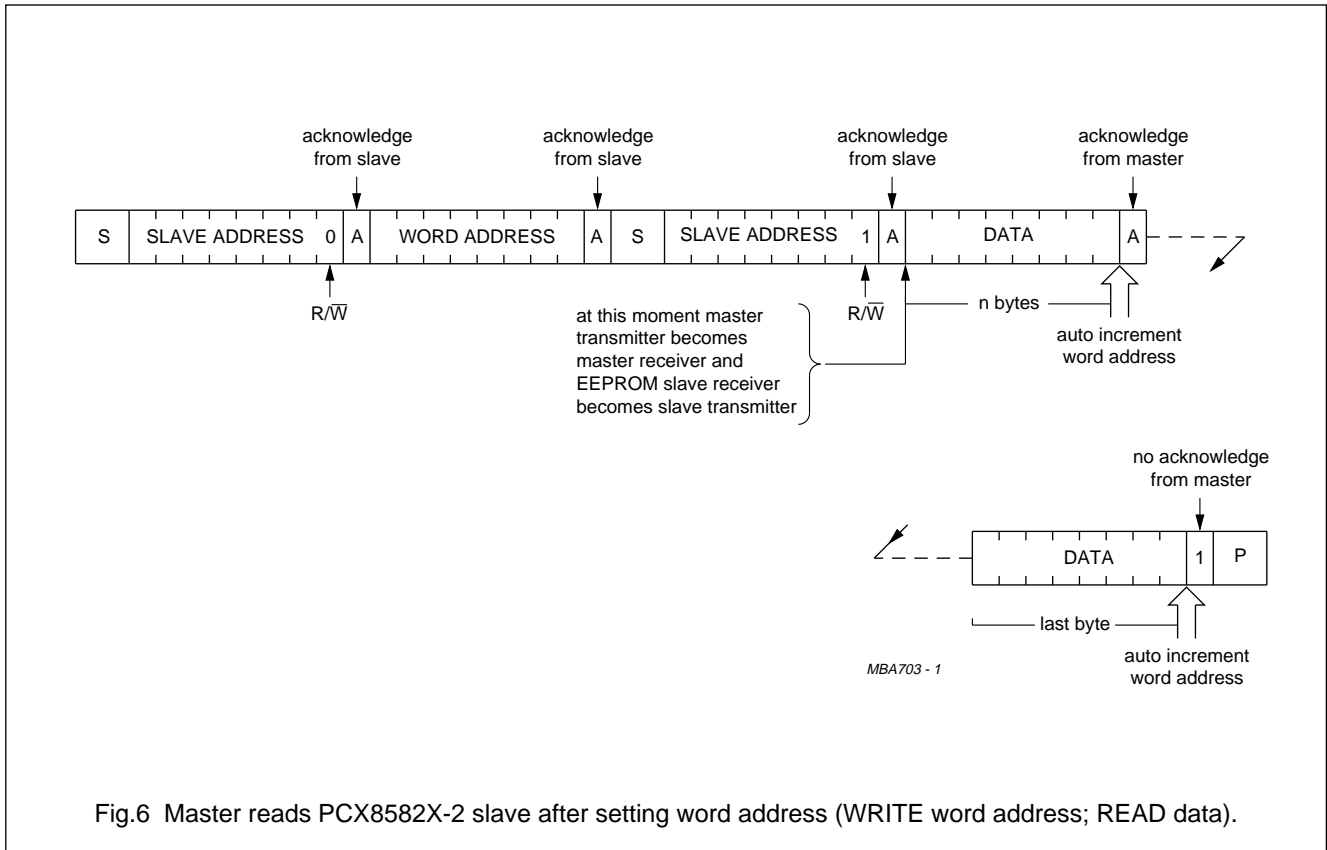 acknowledge
from slave
acknowledge
from slave
acknowledge
from slave
acknowledge
from master
S SLAVE ADDRESS 0 A WORD ADDRESS A S SLAVE ADDRESS 1 A DATA A
R/W̅
R/W̅
n bytes
at this moment master
transmitter becomes
master receiver and
EEPROM slave receiver
becomes slave transmitter
auto increment
word address
no acknowledge
from master
DATA 1 P
last byte
auto increment
word address
MBA703 - 1
Fig.6 Master reads PCX8582X-2 slave after setting word address (WRITE word address; READ data).